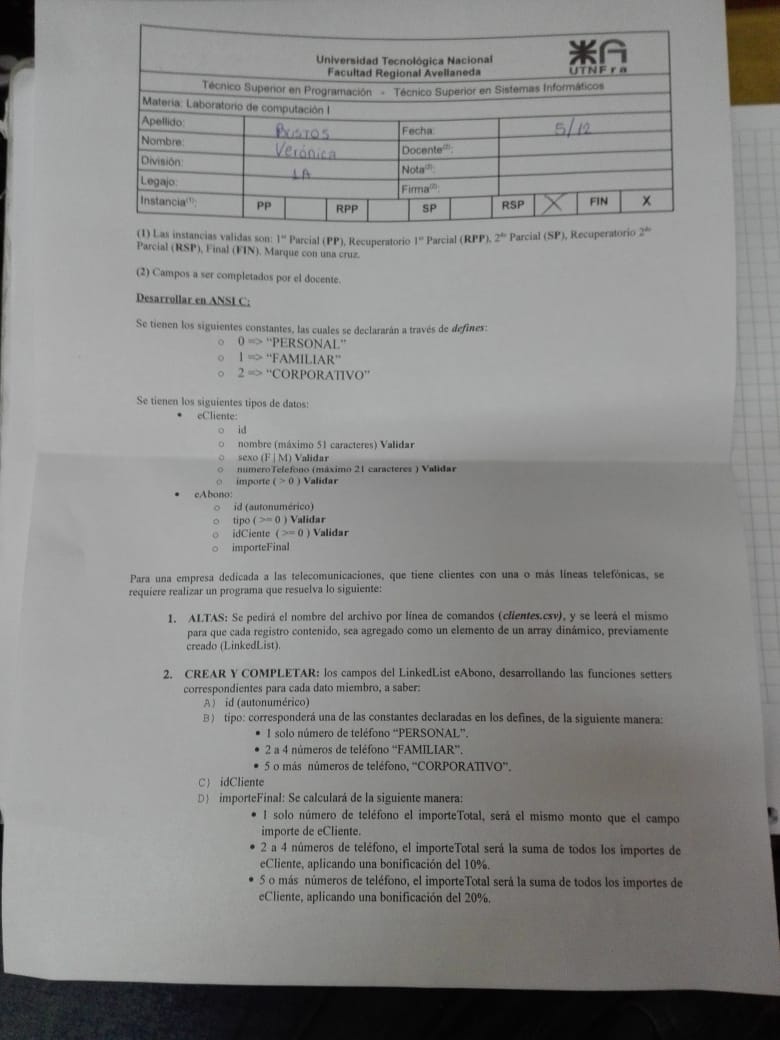 Universidad Tecnológica Nacional
Facultad Regional Avellaneda
UTNFra
Técnico Superior en Programación - Técnico Superior en Sistemas Informáticos
Materia: Laboratorio de computación I
Apellido: Bustos Fecha: 5/12
Nombre: Verónica Docente(2):
División: 1A Nota(2):
Legajo: Firma(2):
Instancia(1): PP RPP SP RSP X FIN X
(1) Las instancias validas son: 1er Parcial (PP), Recuperatorio 1er Parcial (RPP), 2do Parcial (SP), Recuperatorio 2do
Parcial (RSP), Final (FIN). Marque con una cruz.
(2) Campos a ser completados por el docente.
Desarrollar en ANSI C:
Se tienen los siguientes constantes, las cuales se declararán a través de defines:
o 0 => "PERSONAL"
o 1 => "FAMILIAR"
o 2 => "CORPORATIVO"
Se tienen los siguientes tipos de datos:
• eCliente:
o id
o nombre (máximo 51 caracteres) Validar
o sexo (F | M) Validar
o numeroTelefono (máximo 21 caracteres ) Validar
o importe ( > 0 ) Validar
• eAbono:
o id (autonumérico)
o tipo ( >= 0 ) Validar
o idCiente ( >= 0 ) Validar
o importeFinal
Para una empresa dedicada a las telecomunicaciones, que tiene clientes con una o más líneas telefónicas, se
requiere realizar un programa que resuelva lo siguiente:
1. ALTAS: Se pedirá el nombre del archivo por línea de comandos (clientes.csv), y se leerá el mismo
para que cada registro contenido, sea agregado como un elemento de un array dinámico, previamente
creado (LinkedList).
2. CREAR Y COMPLETAR: los campos del LinkedList eAbono, desarrollando las funciones setters
correspondientes para cada dato miembro, a saber:
A) id (autonumérico)
B) tipo: corresponderá una de las constantes declaradas en los defines, de la siguiente manera:
• 1 solo número de teléfono "PERSONAL".
• 2 a 4 números de teléfono "FAMILIAR".
• 5 o más números de teléfono, "CORPORATIVO".
C) idCliente
D) importeFinal: Se calculará de la siguiente manera:
• 1 solo número de teléfono el importeTotal, será el mismo monto que el campo
importe de eCliente.
• 2 a 4 números de teléfono, el importeTotal será la suma de todos los importes de
eCliente, aplicando una bonificación del 10%.
• 5 o más números de teléfono, el importeTotal será la suma de todos los importes de
eCliente, aplicando una bonificación del 20%.